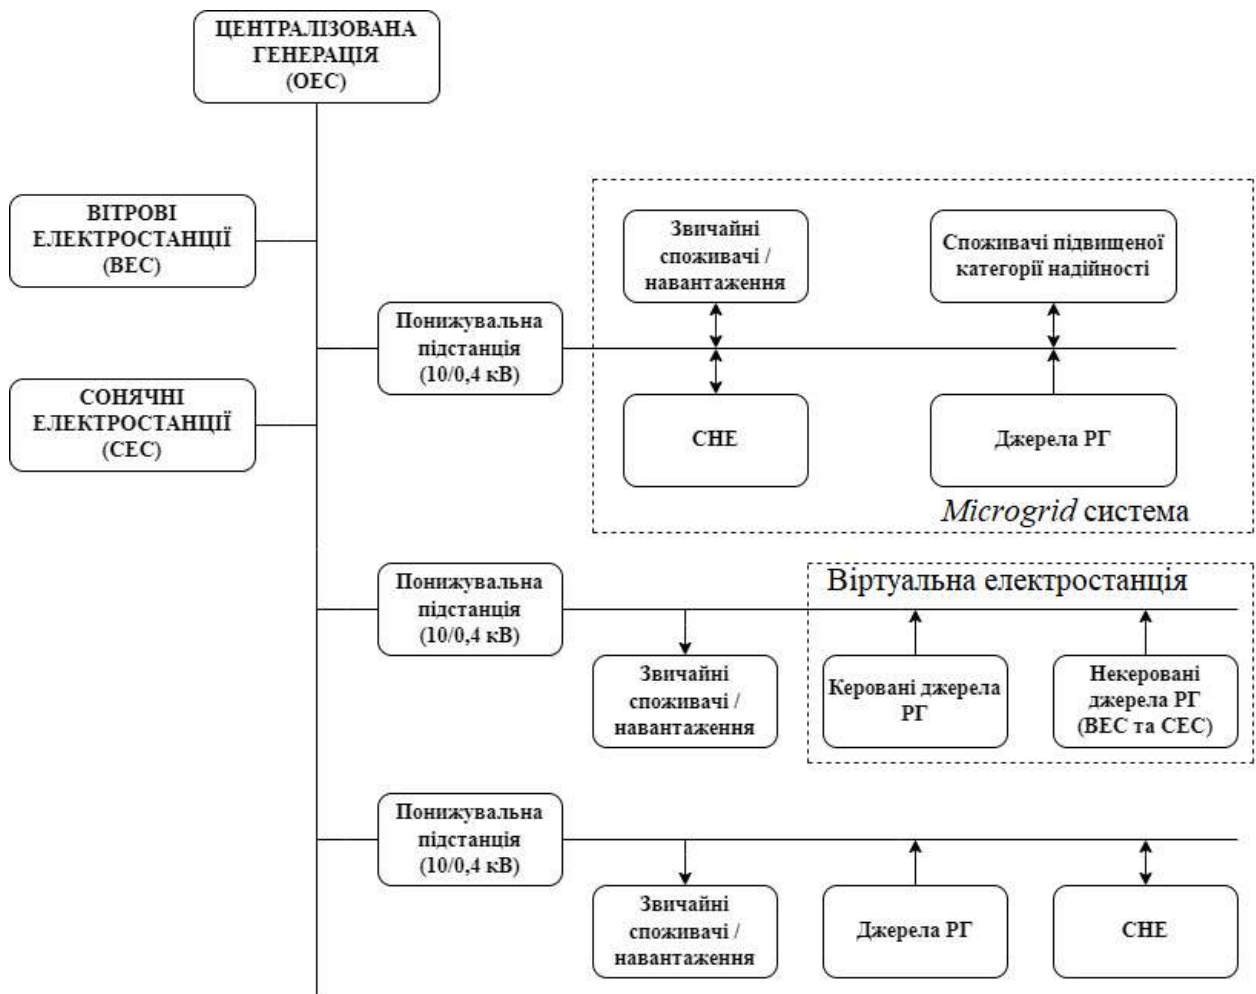 ЦЕНТРАЛІЗОВАНА
ГЕНЕРАЦІЯ
(ОЕС)
ВІТРОВІ
ЕЛЕКТРОСТАНЦІЇ
(ВЕС)
Звичайні
споживачі /
навантаження
Споживачі підвищеної
категорії надійності
Понижувальна
підстанція
(10/0,4 кВ)
СОНЯЧНІ
ЕЛЕКТРОСТАНЦІЇ
(СЕС)
СНЕ
Джерела РГ
Microgrid система
Понижувальна
підстанція
(10/0,4 кВ)
Віртуальна електростанція
Звичайні
споживачі /
навантаження
Керовані джерела
РГ
Некеровані
джерела РГ
(ВЕС та СЕС)
Понижувальна
підстанція
(10/0,4 кВ)
Звичайні
споживачі /
навантаження
Джерела РГ
СНЕ